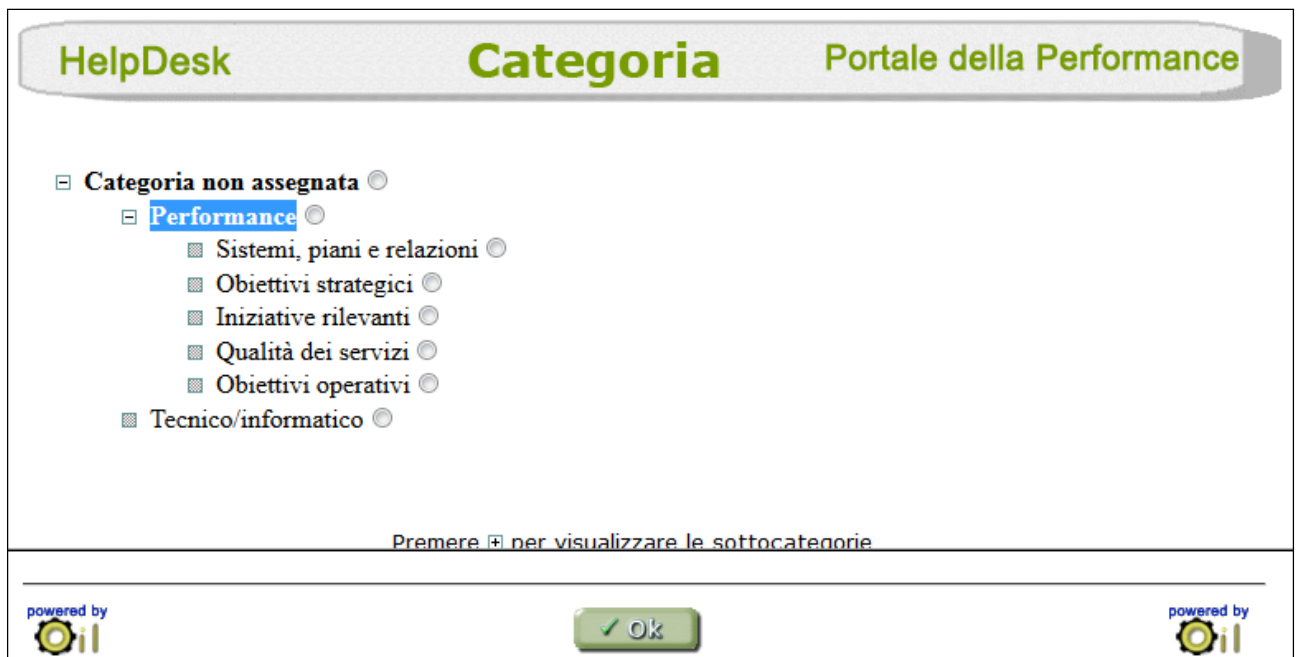 HelpDesk Categoria Portale della Performance
Categoria non assegnata
Performance
Sistemi, piani e relazioni
Obiettivi strategici
Iniziative rilevanti
Qualità dei servizi
Obiettivi operativi
Tecnico/informatico
Premere + per visualizzare le sottocategorie
powered by Oil
✓ Ok
powered by Oil